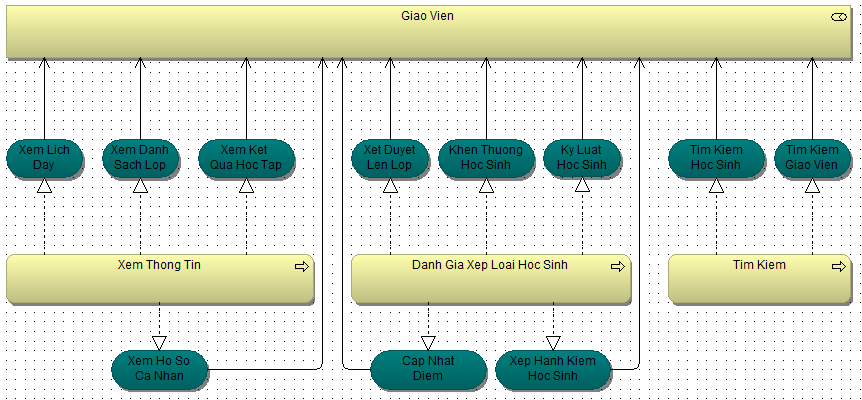 Giao Vien
Xem Lich
Day
Xem Danh
Sach Lop
Xem Ket
Qua Hoc Tap
Xet Duyet
Len Lop
Khen Thuong
Hoc Sinh
Ky Luat
Hoc Sinh
Tim Kiem
Hoc Sinh
Tim Kiem
Giao Vien
Xem Thong Tin
Danh Gia Xep Loai Hoc Sinh
Tim Kiem
Xem Ho So
Ca Nhan
Cap Nhat
Diem
Xep Hanh Kiem
Hoc Sinh